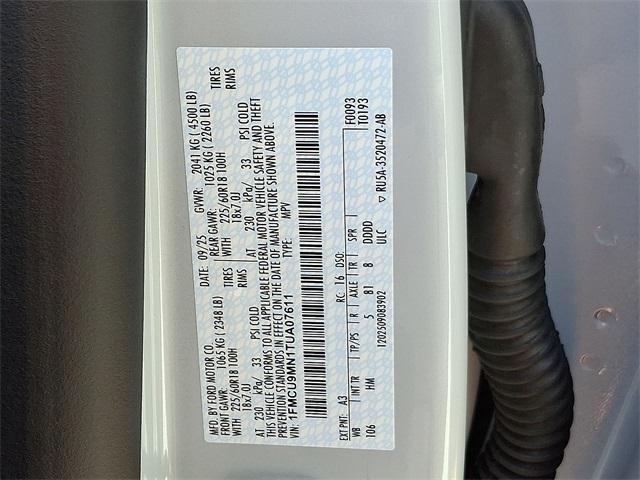 MFD. BY FORD MOTOR CO. DATE: 09/25 GVWR: 2041 KG ( 4500 LB)
FRONT GAWR: 1065 KG ( 2348 LB) REAR GAWR: 1025 KG ( 2260 LB)
WITH 225/60R18 100H TIRES WITH 225/60R18 100H TIRES
18x7.0J RIMS 18x7.0J RIMS
AT 230 kPa/ 33 PSI COLD AT 230 kPa/ 33 PSI COLD
THIS VEHICLE CONFORMS TO ALL APPLICABLE FEDERAL MOTOR VEHICLE SAFETY AND THEFT
PREVENTION STANDARDS IN EFFECT ON THE DATE OF MANUFACTURE SHOWN ABOVE.
VIN: 1FMCU9MN1TUA07611 TYPE: MPV
F0093
T0193
EXT PNT: A3 RC: 16 DSO:
WB INT TR TP/PS R AXLE TR SPR
106 HM 5 B1 8 DDDD
ULC
▽ RU5A-3520472-AB
1202509083902